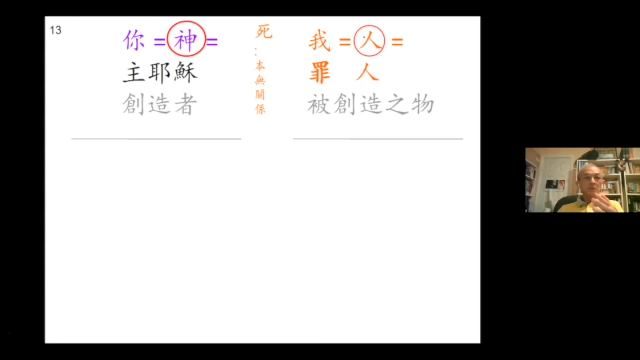 13
你 = 神 =
主耶穌
創造者
死
:
本
無
關
係
我 = 人 =
罪 人
被創造之物